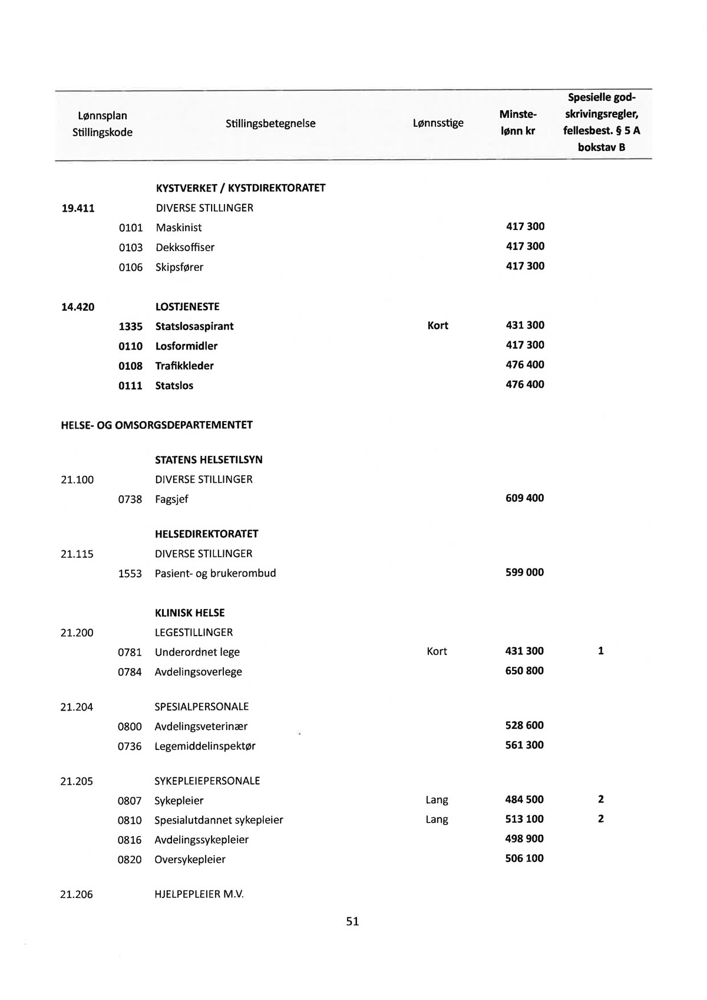 Lønnsplan
Stillingskode
Stillingsbetegnelse
Lønnsstige
Minste-
lønn kr
Spesielle god-
skrivingsregler,
fellesbest. § 5 A
bokstav B
KYSTVERKET / KYSTDIREKTORATET
19.411 DIVERSE STILLINGER
0101 Maskinist 417 300
0103 Dekksoffiser 417 300
0106 Skipsfører 417 300
14.420 LOSTJENESTE
1335 Statslosaspirant Kort 431 300
0110 Losformidler 417 300
0108 Trafikkleder 476 400
0111 Statslos 476 400
HELSE- OG OMSORGSDEPARTEMENTET
STATENS HELSETILSYN
21.100 DIVERSE STILLINGER
0738 Fagsjef 609 400
HELSEDIREKTORATET
21.115 DIVERSE STILLINGER
1553 Pasient- og brukerombud 599 000
KLINISK HELSE
21.200 LEGESTILLINGER
0781 Underordnet lege Kort 431 300 1
0784 Avdelingsoverlege 650 800
21.204 SPESIALPERSONALE
0800 Avdelingsveterinær 528 600
0736 Legemiddelinspektør 561 300
21.205 SYKEPLEIEPERSONALE
0807 Sykepleier Lang 484 500 2
0810 Spesialutdannet sykepleier Lang 513 100 2
0816 Avdelingssykepleier 498 900
0820 Oversykepleier 506 100
21.206 HJELPEPLEIER M.V.
51